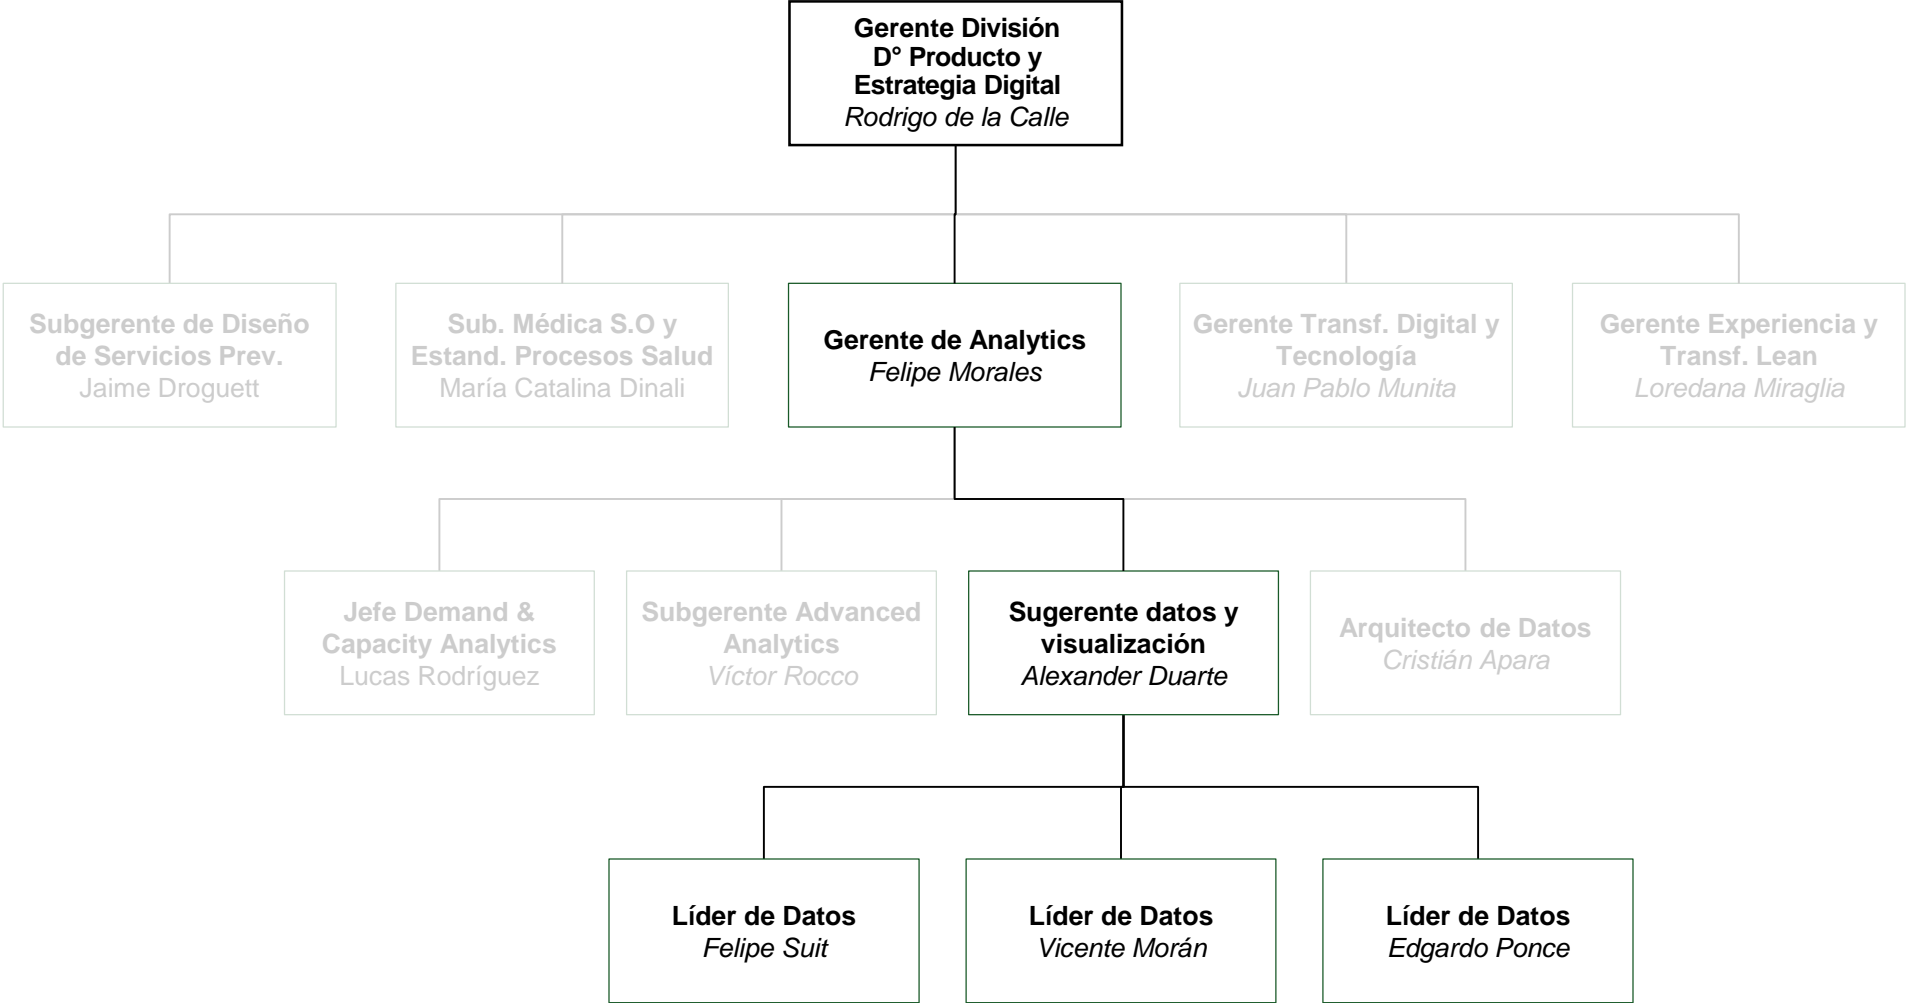 Gerente División
D° Producto y
Estrategia Digital
Rodrigo de la Calle
Subgerente de Diseño
de Servicios Prev.
Jaime Droguett
Sub. Médica S.O y
Estand. Procesos Salud
María Catalina Dinali
Gerente de Analytics
Felipe Morales
Gerente Transf. Digital y
Tecnología
Juan Pablo Munita
Gerente Experiencia y
Transf. Lean
Loredana Miraglia
Jefe Demand &
Capacity Analytics
Lucas Rodríguez
Subgerente Advanced
Analytics
Víctor Rocco
Sugerente datos y
visualización
Alexander Duarte
Arquitecto de Datos
Cristián Apara
Líder de Datos
Felipe Suit
Líder de Datos
Vicente Morán
Líder de Datos
Edgardo Ponce